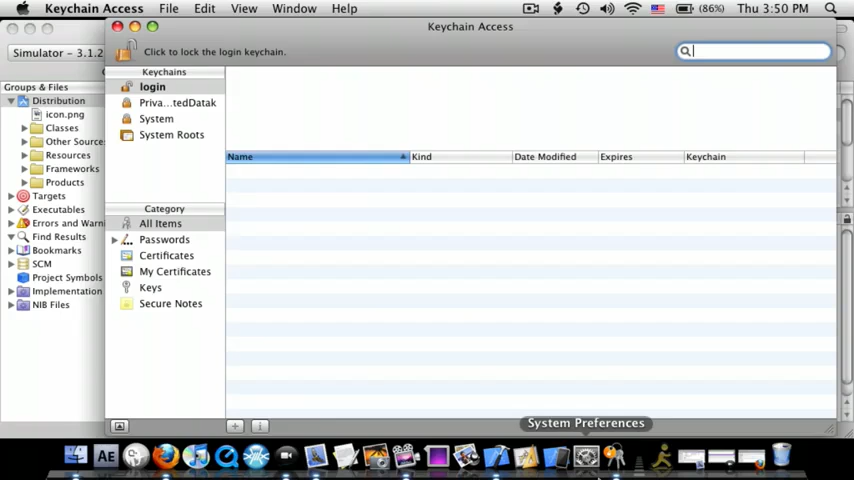 Keychain Access File Edit View Window Help (86%) Thu 3:50 PM
Keychain Access
Simulator - 3.1.2
Click to lock the login keychain.
Groups & Files
Distribution
icon.png
Classes
Other Sources
Resources
Frameworks
Products
Targets
Executables
Errors and Warni
Find Results
Bookmarks
SCM
Project Symbols
Implementation
NIB Files
Keychains
login
Priva...tedDatak
System
System Roots
Category
All Items
Passwords
Certificates
My Certificates
Keys
Secure Notes
Name Kind Date Modified Expires Keychain
System Preferences
AE